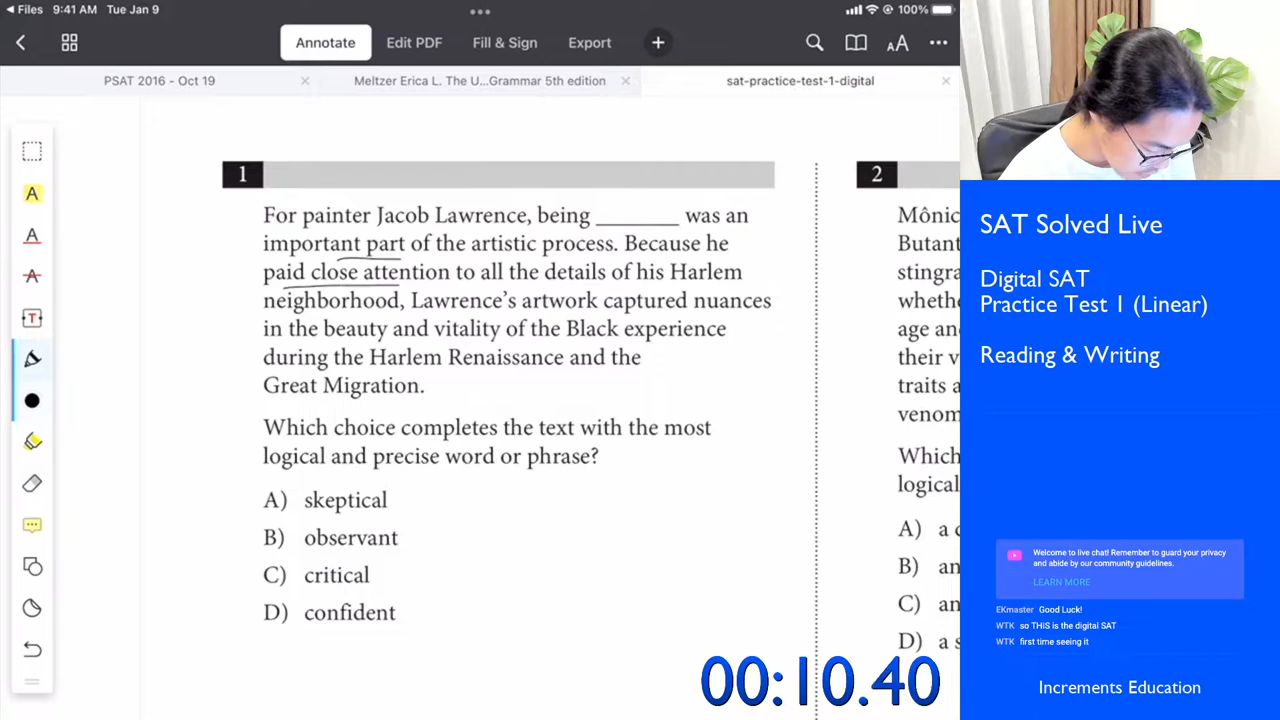 Files 9:41 AM Tue Jan 9 100%
Annotate Edit PDF Fill & Sign Export
PSAT 2016 - Oct 19
Meltzer Erica L. The U...Grammar 5th edition
sat-practice-test-1-digital
1
For painter Jacob Lawrence, being ________ was an
important part of the artistic process. Because he
paid close attention to all the details of his Harlem
neighborhood, Lawrence's artwork captured nuances
in the beauty and vitality of the Black experience
during the Harlem Renaissance and the
Great Migration.
Which choice completes the text with the most
logical and precise word or phrase?
A) skeptical
B) observant
C) critical
D) confident
2
Mônic
Butant
stingra
wheth
age an
their v
traits a
venom
Which
logical
A) a c
B) an
C) an
D) a s
00:10.40
SAT Solved Live
Digital SAT
Practice Test 1 (Linear)
Reading & Writing
Welcome to live chat! Remember to guard your privacy
and abide by our community guidelines.
LEARN MORE
EKmaster Good Luck!
WTK so THIS is the digital SAT
WTK first time seeing it
Increments Education